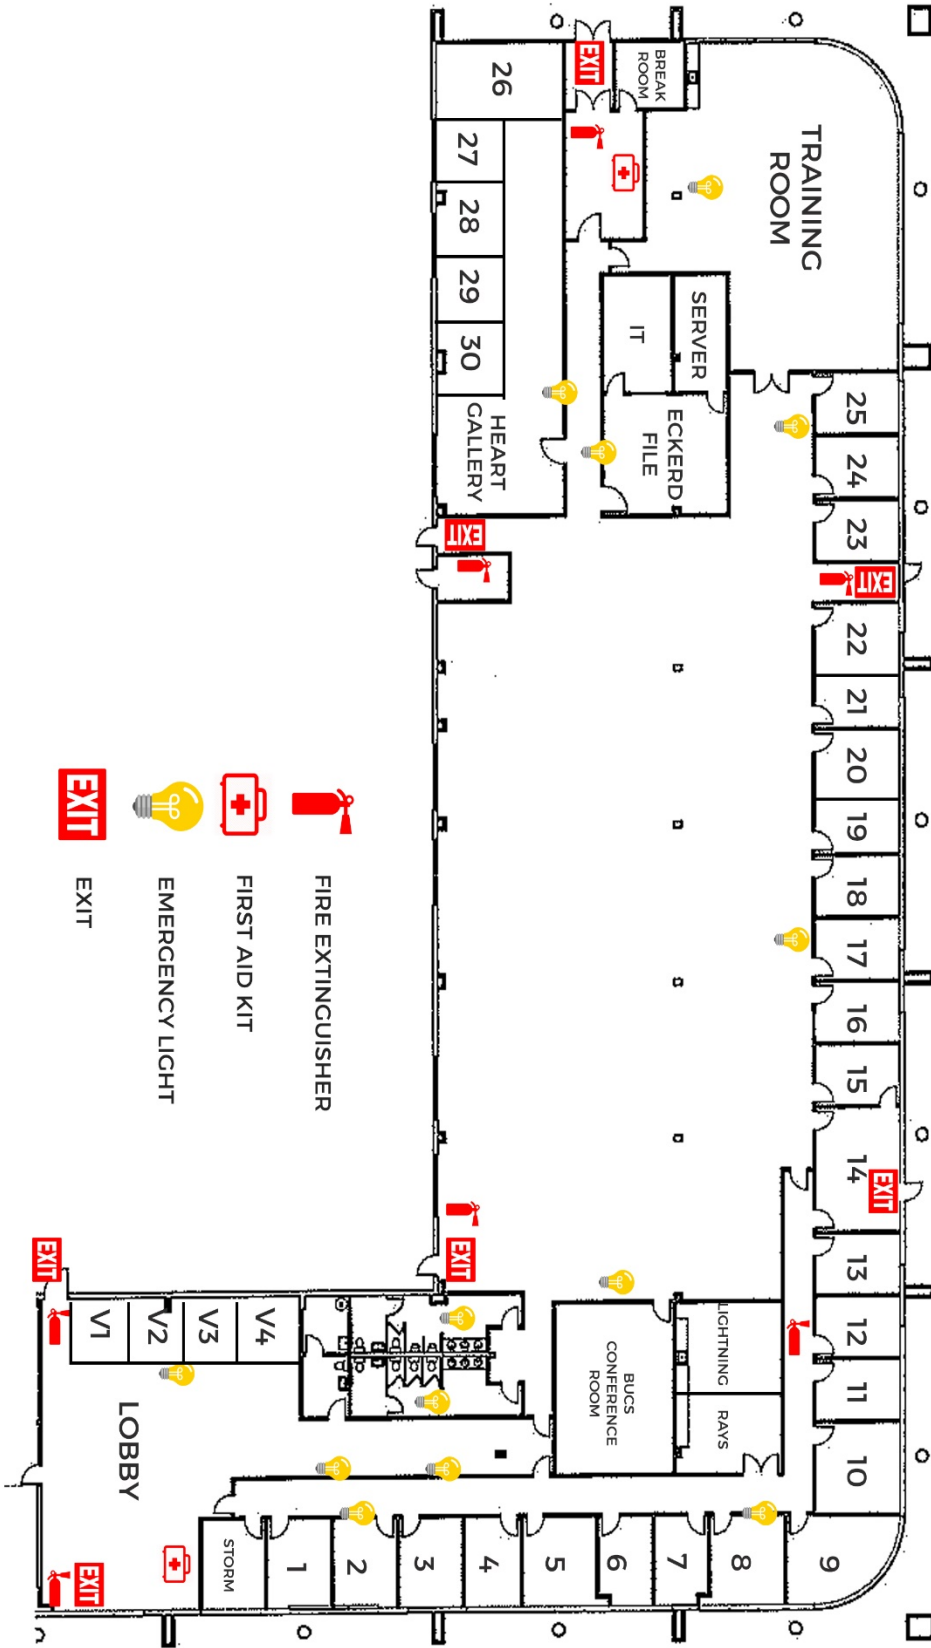 EXIT
BREAK
ROOM
26
TRAINING
ROOM
27
28
29
30
HEART
GALLERY
IT
SERVER
ECKERD
FILE
25
24
23
EXIT
EXIT
22
21
20
19
18
17
16
15
14
EXIT
13
12
11
10
EXIT
FIRE EXTINGUISHER
FIRST AID KIT
EMERGENCY LIGHT
EXIT
EXIT
EXIT
V1
V2
V3
V4
LOBBY
LIGHTNING
RAYS
BUCS
CONFERENCE
ROOM
STORM
1
2
3
4
5
6
7
8
9
EXIT